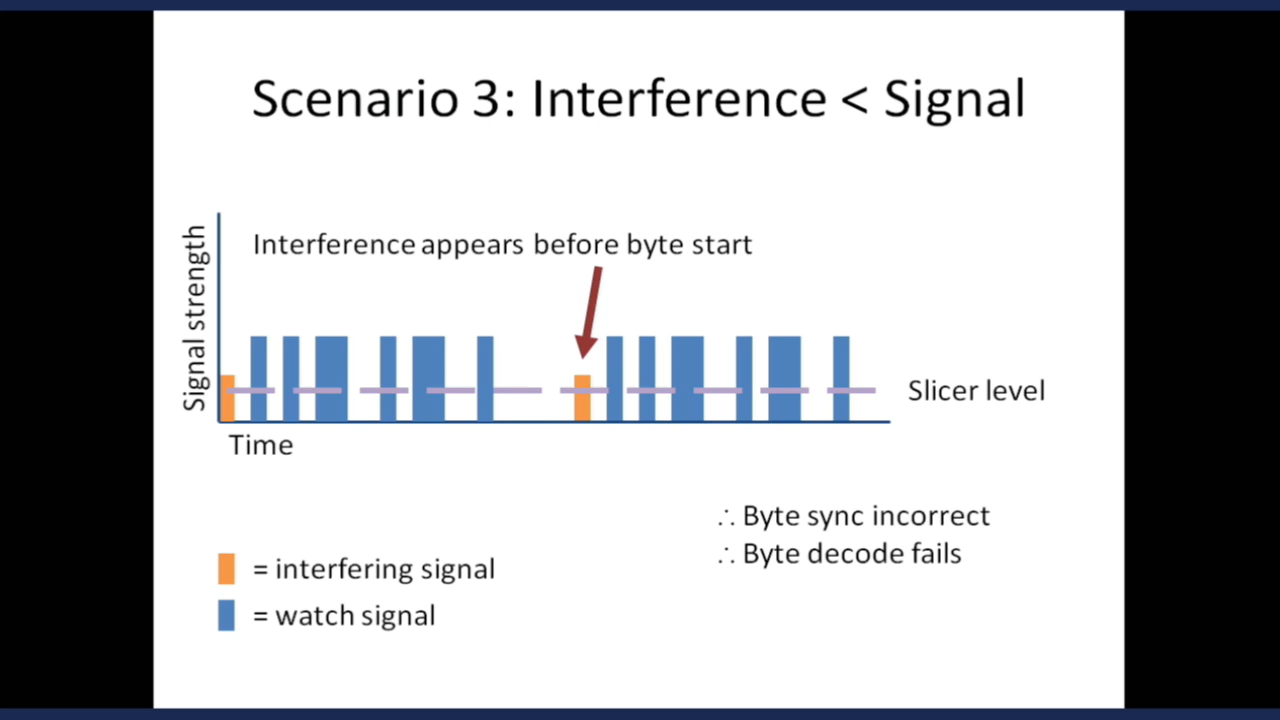 Scenario 3: Interference < Signal
Interference appears before byte start
Signal strength
Slicer level
Time
∴ Byte sync incorrect
∴ Byte decode fails
= interfering signal
= watch signal